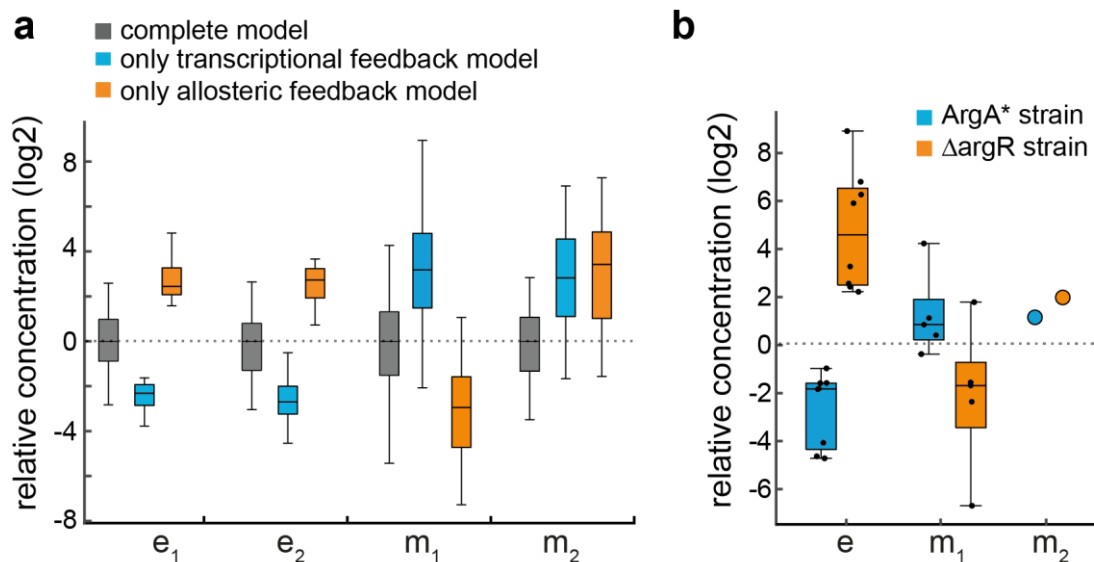 a
complete model
only transcriptional feedback model
only allosteric feedback model
relative concentration (log2)
8
4
0
-4
-8
e1
e2
m1
m2
b
ArgA* strain
ΔargR strain
relative concentration (log2)
8
6
4
2
0
-2
-4
-6
e
m1
m2